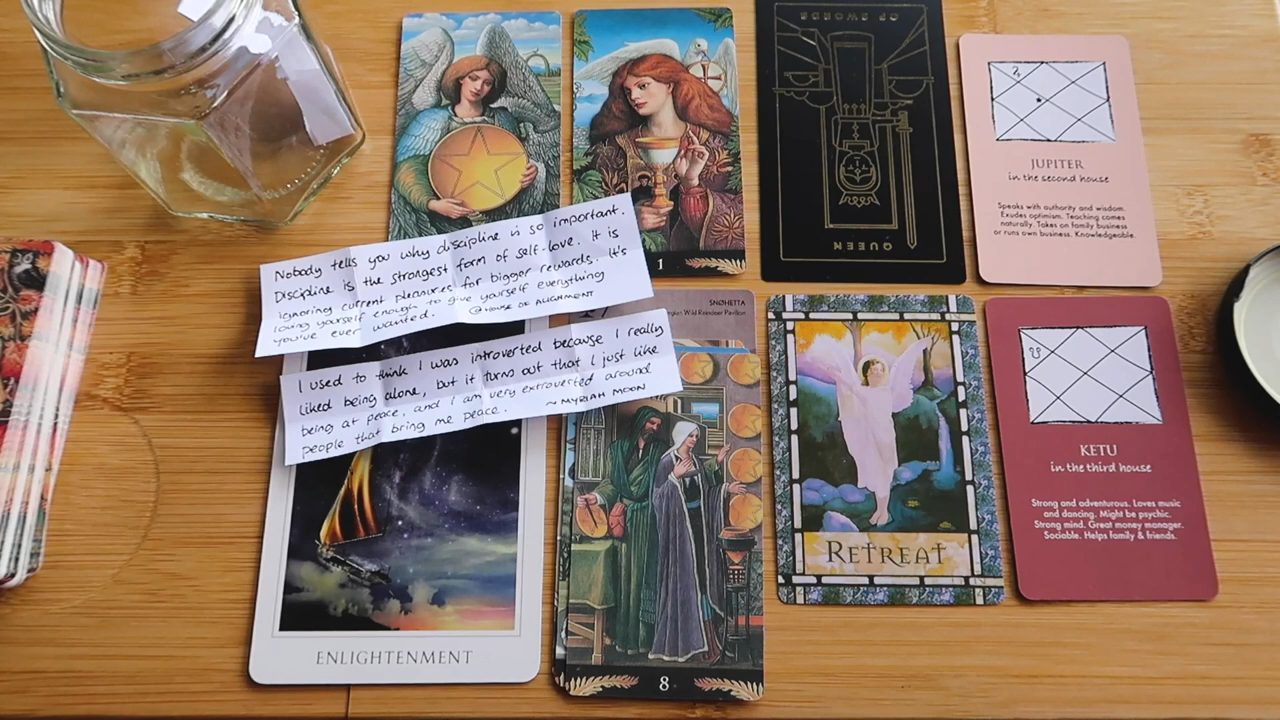 OF SWORDS
QUEEN
JUPITER
in the second house
Speaks with authority and wisdom.
Exudes optimism. Teaching comes
naturally. Takes on family business
or runs own business. Knowledgeable.
1
Nobody tells you why discipline is so important.
Discipline is the strongest form of self-love. It is
ignoring current pleasures for bigger rewards. It's
loving yourself enough to give yourself everything
you've ever wanted. @HOUSE OF ALIGNMENT
SNØHETTA
Wild Reindeer Pavilion
I used to think I was introverted because I really
liked being alone, but it turns out that I just like
being at peace, and I am very extroverted around
people that bring me peace. ~ MYRIAH MOON
ENLIGHTENMENT
8
RETREAT
KETU
in the third house
Strong and adventurous. Loves music
and dancing. Might be psychic.
Strong mind. Great money manager.
Sociable. Helps family & friends.